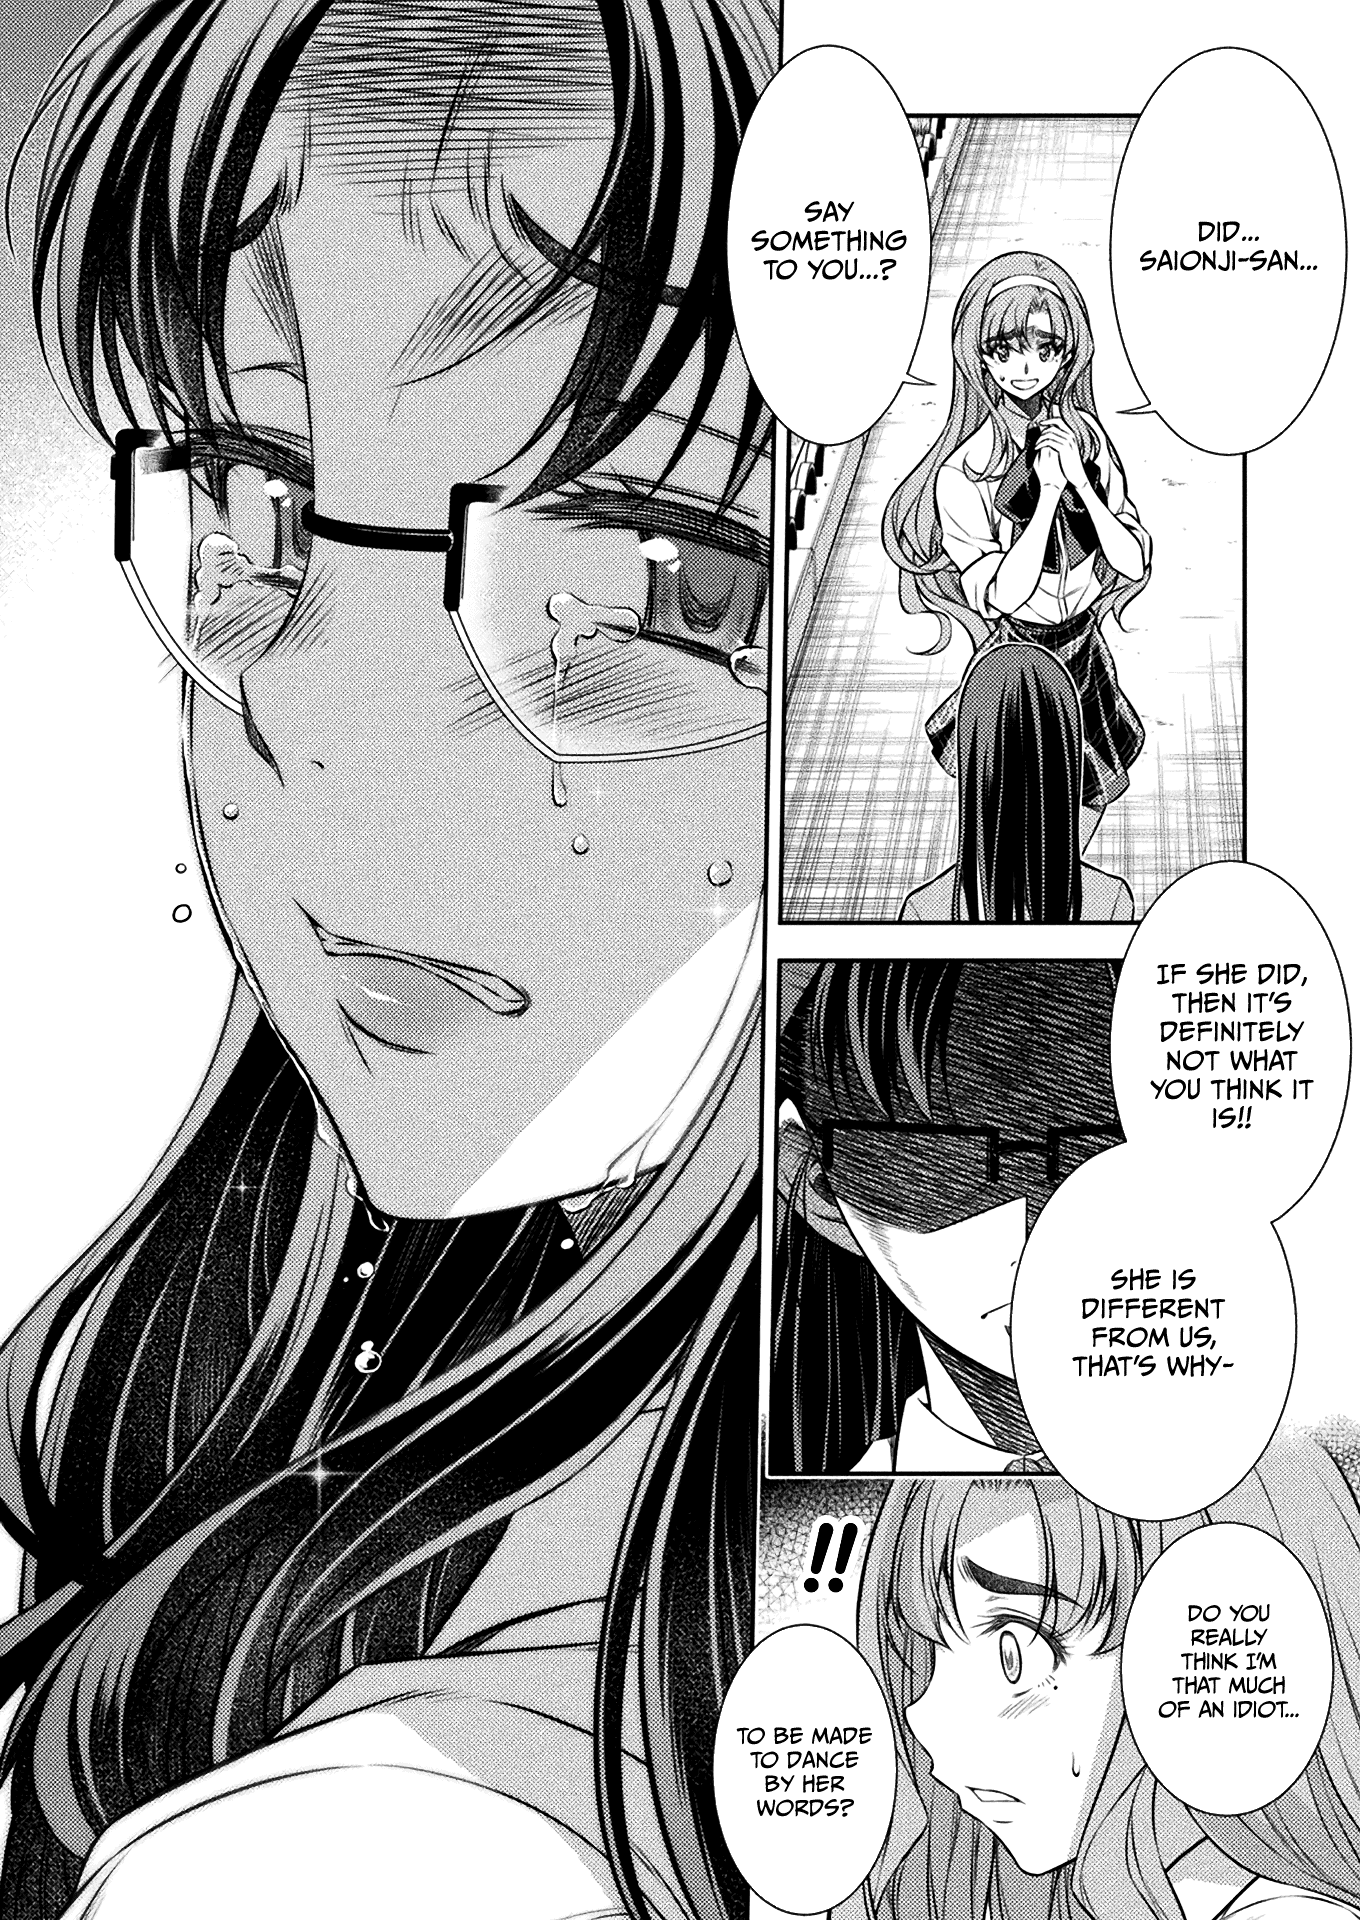 DID...
SAIONJI-SAN...
SAY
SOMETHING
TO YOU...?
IF SHE DID,
THEN IT'S
DEFINITELY
NOT WHAT
YOU THINK IT
IS!!
SHE IS
DIFFERENT
FROM US,
THAT'S WHY~
!!
DO YOU
REALLY
THINK I'M
THAT MUCH
OF AN IDIOT...
TO BE MADE
TO DANCE
BY HER
WORDS?